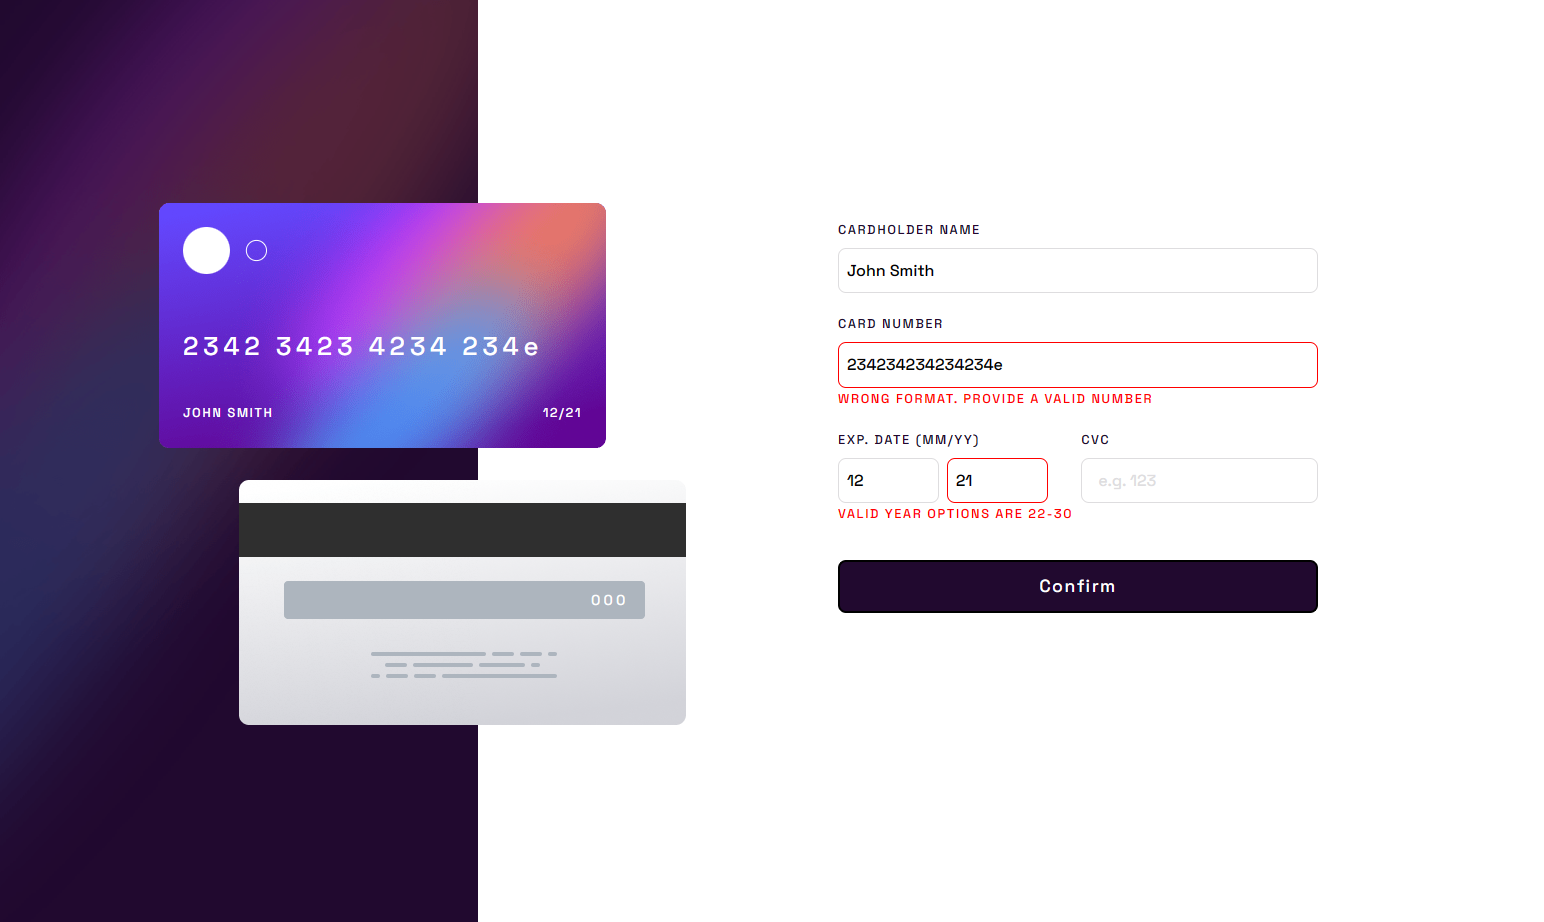 2342 3423 4234 234e
JOHN SMITH
12/21
000
CARDHOLDER NAME
John Smith
CARD NUMBER
234234234234234e
WRONG FORMAT. PROVIDE A VALID NUMBER
EXP. DATE (MM/YY)
CVC
12
21
e.g. 123
VALID YEAR OPTIONS ARE 22-30
Confirm